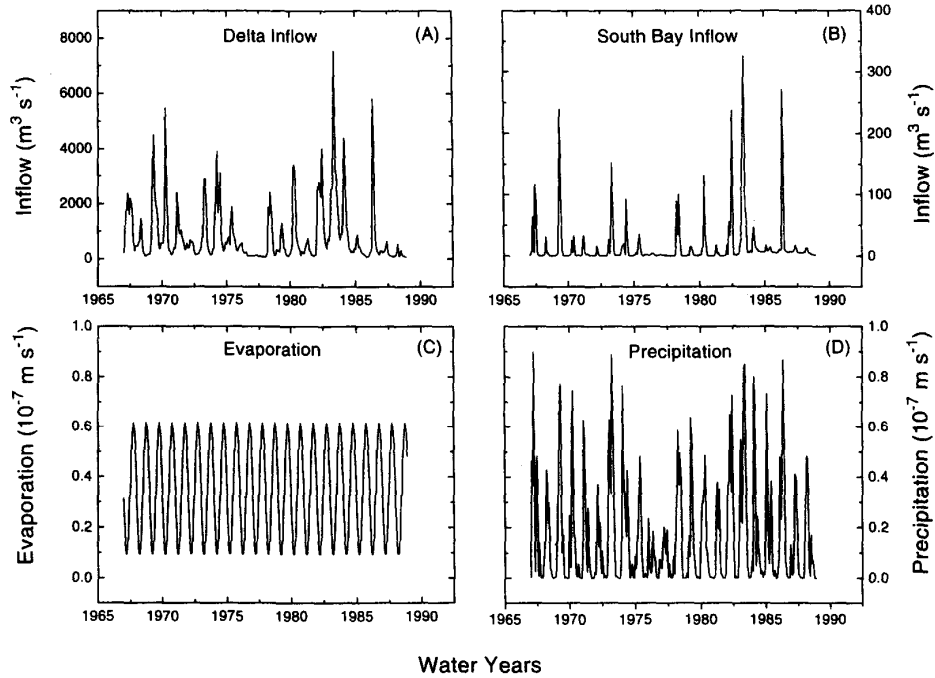 Delta Inflow
(A)
8000
6000
4000
2000
0
Inflow (m³ s⁻¹)
1965 1970 1975 1980 1985 1990
South Bay Inflow
(B)
400
300
200
100
0
Inflow (m³ s⁻¹)
1965 1970 1975 1980 1985 1990
Evaporation
(C)
1.0
0.8
0.6
0.4
0.2
0.0
Evaporation (10⁻⁷ m s⁻¹)
1965 1970 1975 1980 1985 1990
Precipitation
(D)
1.0
0.8
0.6
0.4
0.2
0.0
Precipitation (10⁻⁷ m s⁻¹)
1965 1970 1975 1980 1985 1990
Water Years